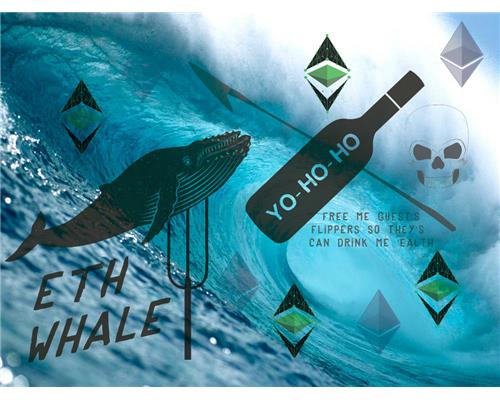 YO-HO-HO
FREE ME GUESTS
FLIPPERS SO THEY'S
CAN DRINK ME 'EALTH
ETH
WHALE